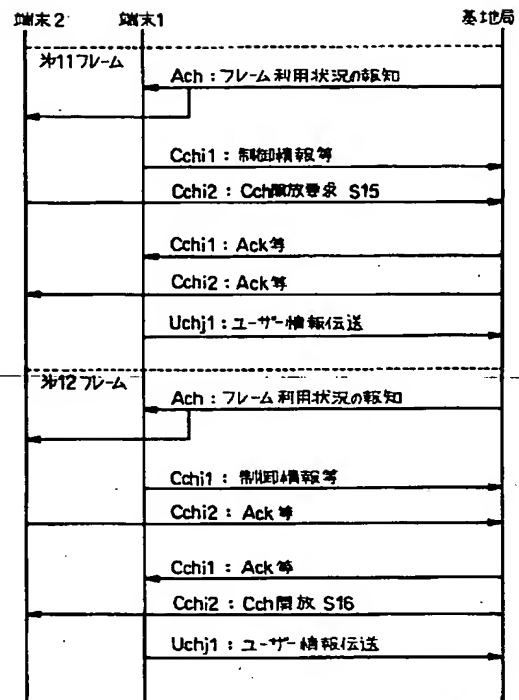 端末2 端末1 基地局
第11フレーム
Ach:フレーム利用状況の報知
Cchi1:制御情報等
Cchi2:Cch開放要求 S15
Cchi1:Ack等
Cchi2:Ack等
Uchj1:ユーザー情報伝送
第12フレーム
Ach:フレーム利用状況の報知
Cchi1:制御情報等
Cchi2:Ack等
Cchi1:Ack等
Cchi2:Cch開放 S16
Uchj1:ユーザー情報伝送